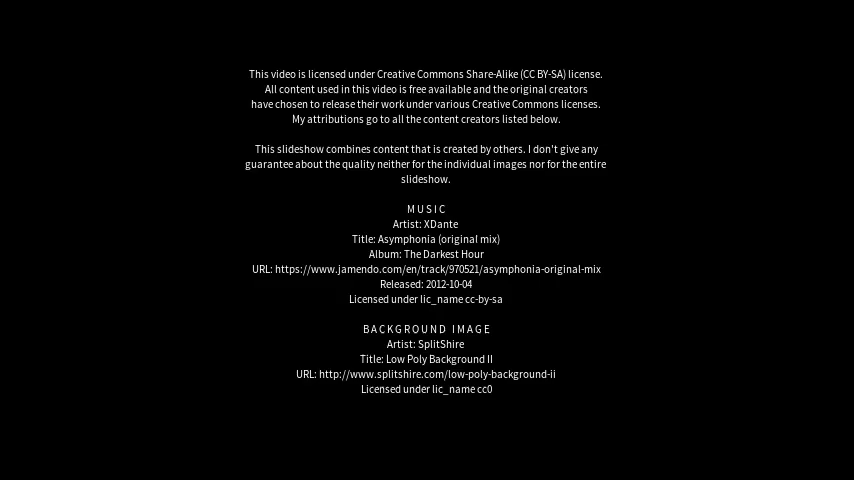 This video is licensed under Creative Commons Share-Alike (CC BY-SA) license.
All content used in this video is free available and the original creators
have chosen to release their work under various Creative Commons licenses.
My attributions go to all the content creators listed below.
This slideshow combines content that is created by others. I don't give any
guarantee about the quality neither for the individual images nor for the entire
slideshow.
MUSIC
Artist: XDante
Title: Asymphonia (original mix)
Album: The Darkest Hour
URL: https://www.jamendo.com/en/track/970521/asymphonia-original-mix
Released: 2012-10-04
Licensed under lic_name cc-by-sa
BACKGROUND IMAGE
Artist: SplitShire
Title: Low Poly Background II
URL: http://www.splitshire.com/low-poly-background-ii
Licensed under lic_name cc0